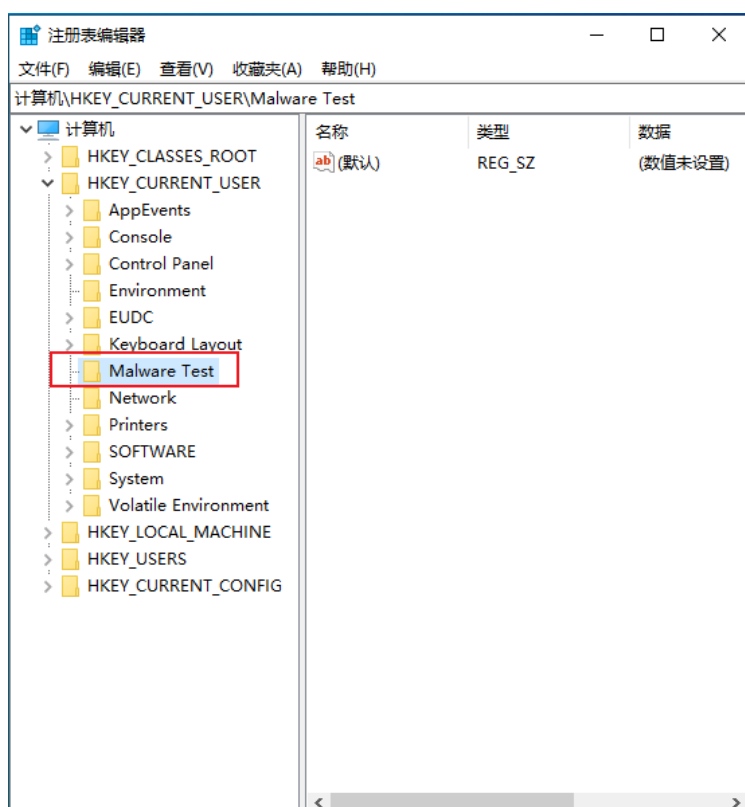 注册表编辑器
文件(F) 编辑(E) 查看(V) 收藏夹(A) 帮助(H)
计算机\HKEY_CURRENT_USER\Malware Test
计算机
HKEY_CLASSES_ROOT
HKEY_CURRENT_USER
AppEvents
Console
Control Panel
Environment
EUDC
Keyboard Layout
Malware Test
Network
Printers
SOFTWARE
System
Volatile Environment
HKEY_LOCAL_MACHINE
HKEY_USERS
HKEY_CURRENT_CONFIG
名称 类型 数据
ab (默认) REG_SZ (数值未设置)